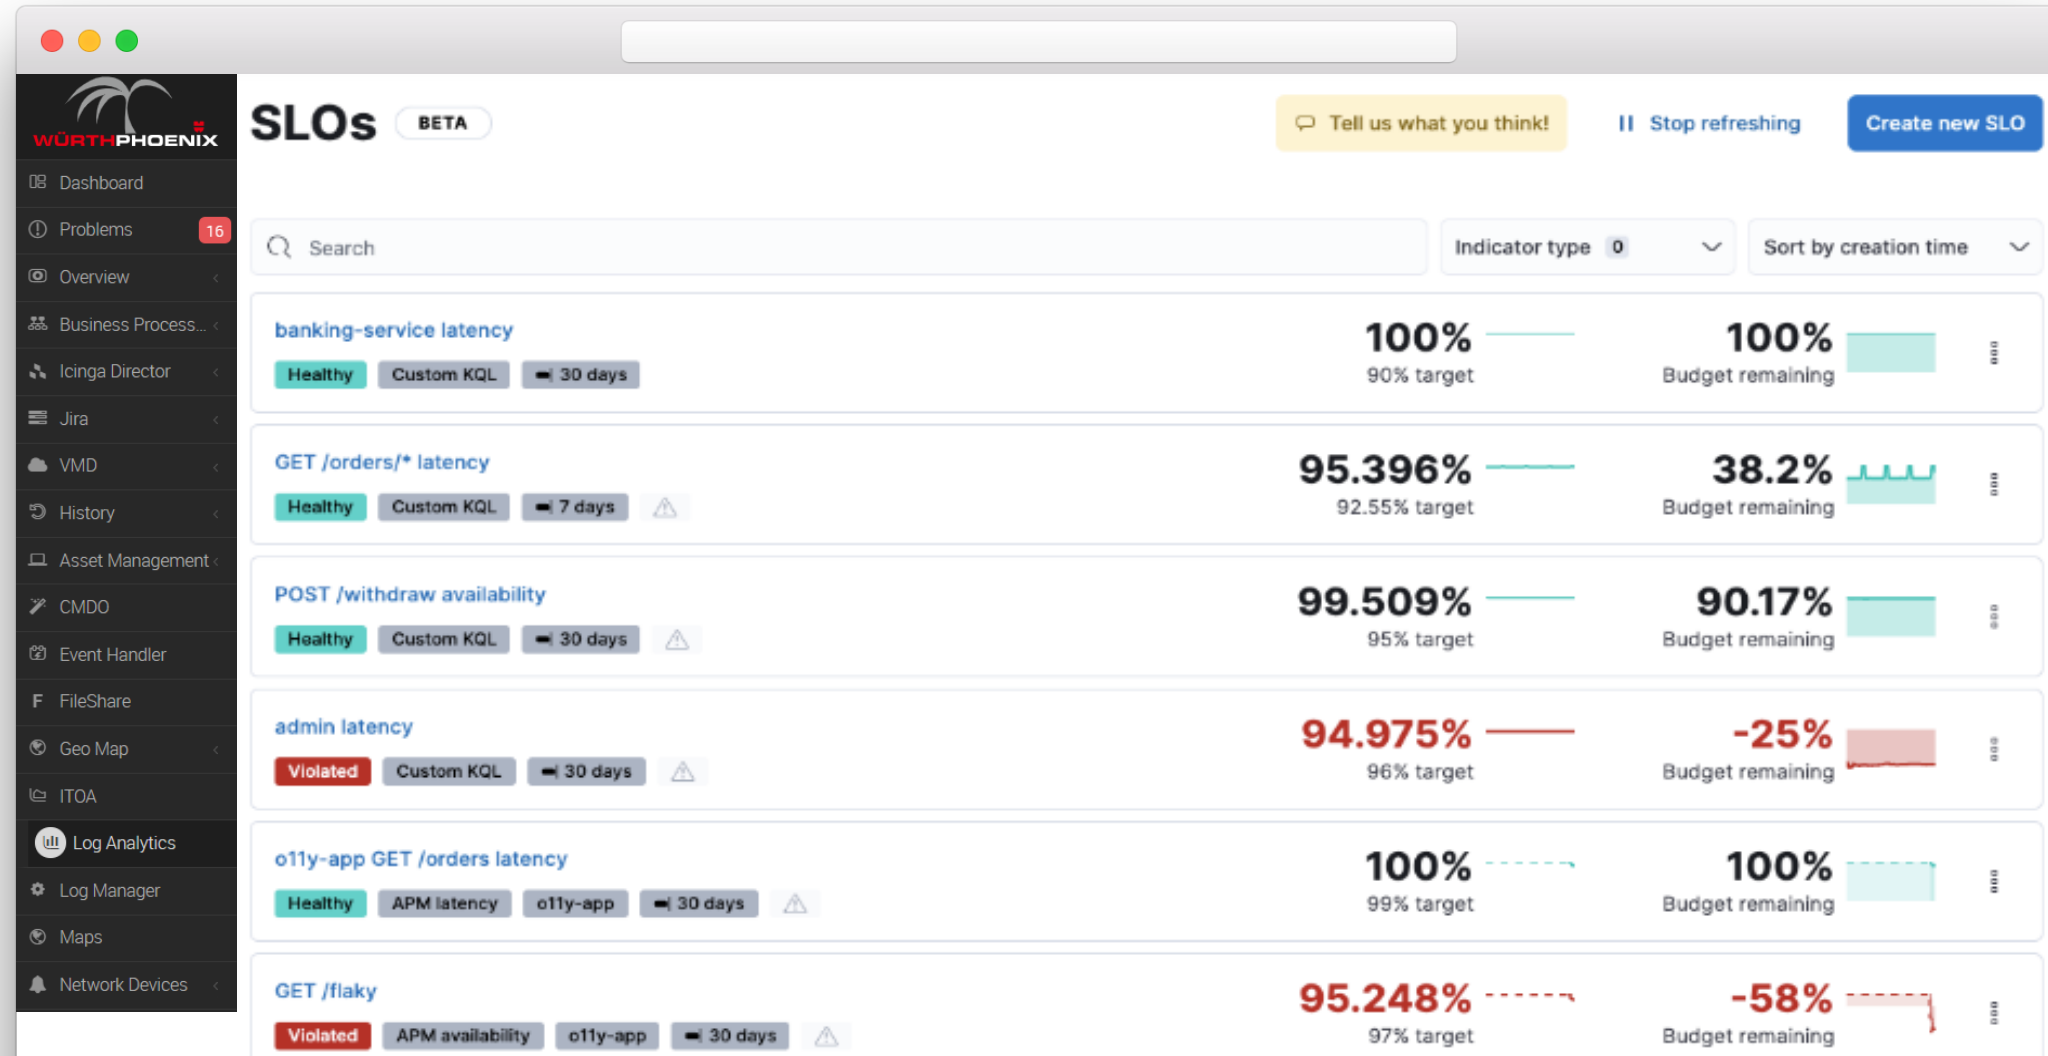 WÜRTHPHOENIX
Dashboard
Problems 16
Overview
Business Process...
Icinga Director
Jira
VMD
History
Asset Management
CMDO
Event Handler
F FileShare
Geo Map
ITOA
Log Analytics
Log Manager
Maps
Network Devices
SLOs BETA Tell us what you think! Stop refreshing Create new SLO
Search Indicator type 0 Sort by creation time
banking-service latency 100% 100%
Healthy Custom KQL 30 days 90% target Budget remaining
GET /orders/* latency 95.396% 38.2%
Healthy Custom KQL 7 days 92.55% target Budget remaining
POST /withdraw availability 99.509% 90.17%
Healthy Custom KQL 30 days 95% target Budget remaining
admin latency 94.975% -25%
Violated Custom KQL 30 days 96% target Budget remaining
o11y-app GET /orders latency 100% 100%
Healthy APM latency o11y-app 30 days 99% target Budget remaining
GET /flaky 95.248% -58%
Violated APM availability o11y-app 30 days 97% target Budget remaining